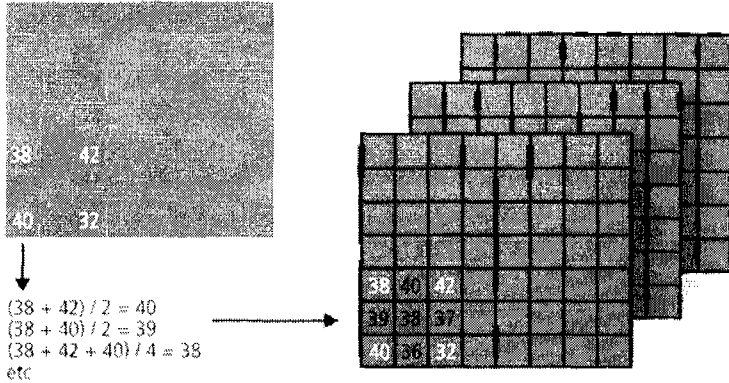 38 42
40 32
(38 + 42) / 2 = 40
(38 + 40) / 2 = 39
(38 + 42 + 40) / 4 = 38
etc
38 40 42
39 38 37
40 36 32